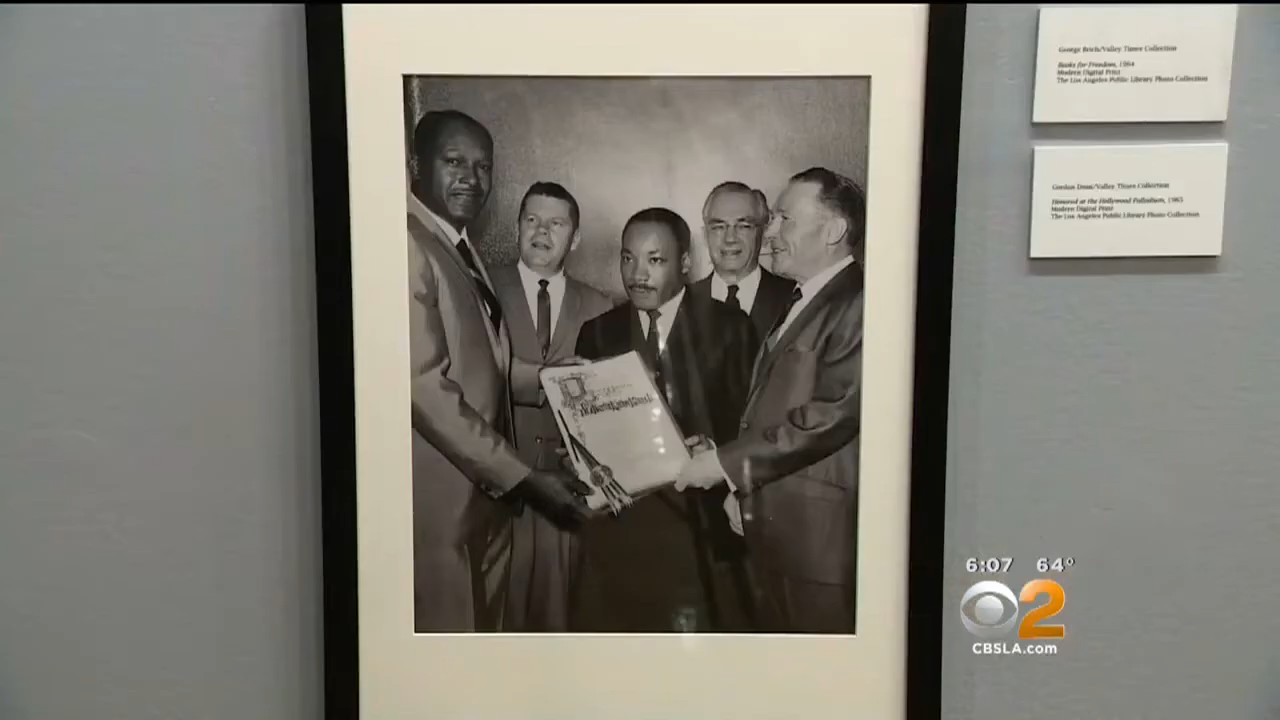 George Brich/Valley Times Collection
Books for Freedom, 1964
Modern Digital Print
The Los Angeles Public Library Photo Collection
Gordon Dean/Valley Times Collection
Honored at the Hollywood Palladium, 1965
Modern Digital Print
The Los Angeles Public Library Photo Collection
6:07 64°
2
CBSLA.com